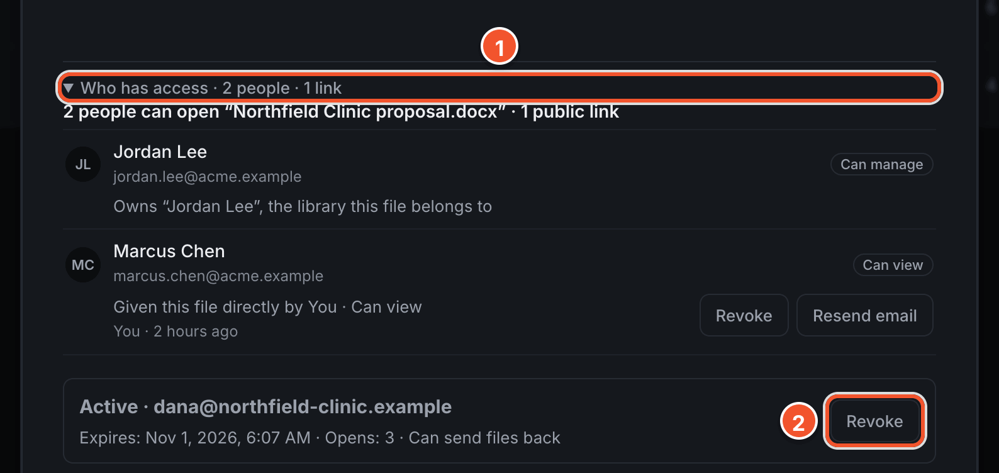 1
Who has access · 2 people · 1 link
2 people can open “Northfield Clinic proposal.docx” · 1 public link
JL
Jordan Lee
jordan.lee@acme.example
Can manage
Owns “Jordan Lee”, the library this file belongs to
MC
Marcus Chen
marcus.chen@acme.example
Can view
Given this file directly by You · Can view
You · 2 hours ago
Revoke
Resend email
Active · dana@northfield-clinic.example
Expires: Nov 1, 2026, 6:07 AM · Opens: 3 · Can send files back
2
Revoke